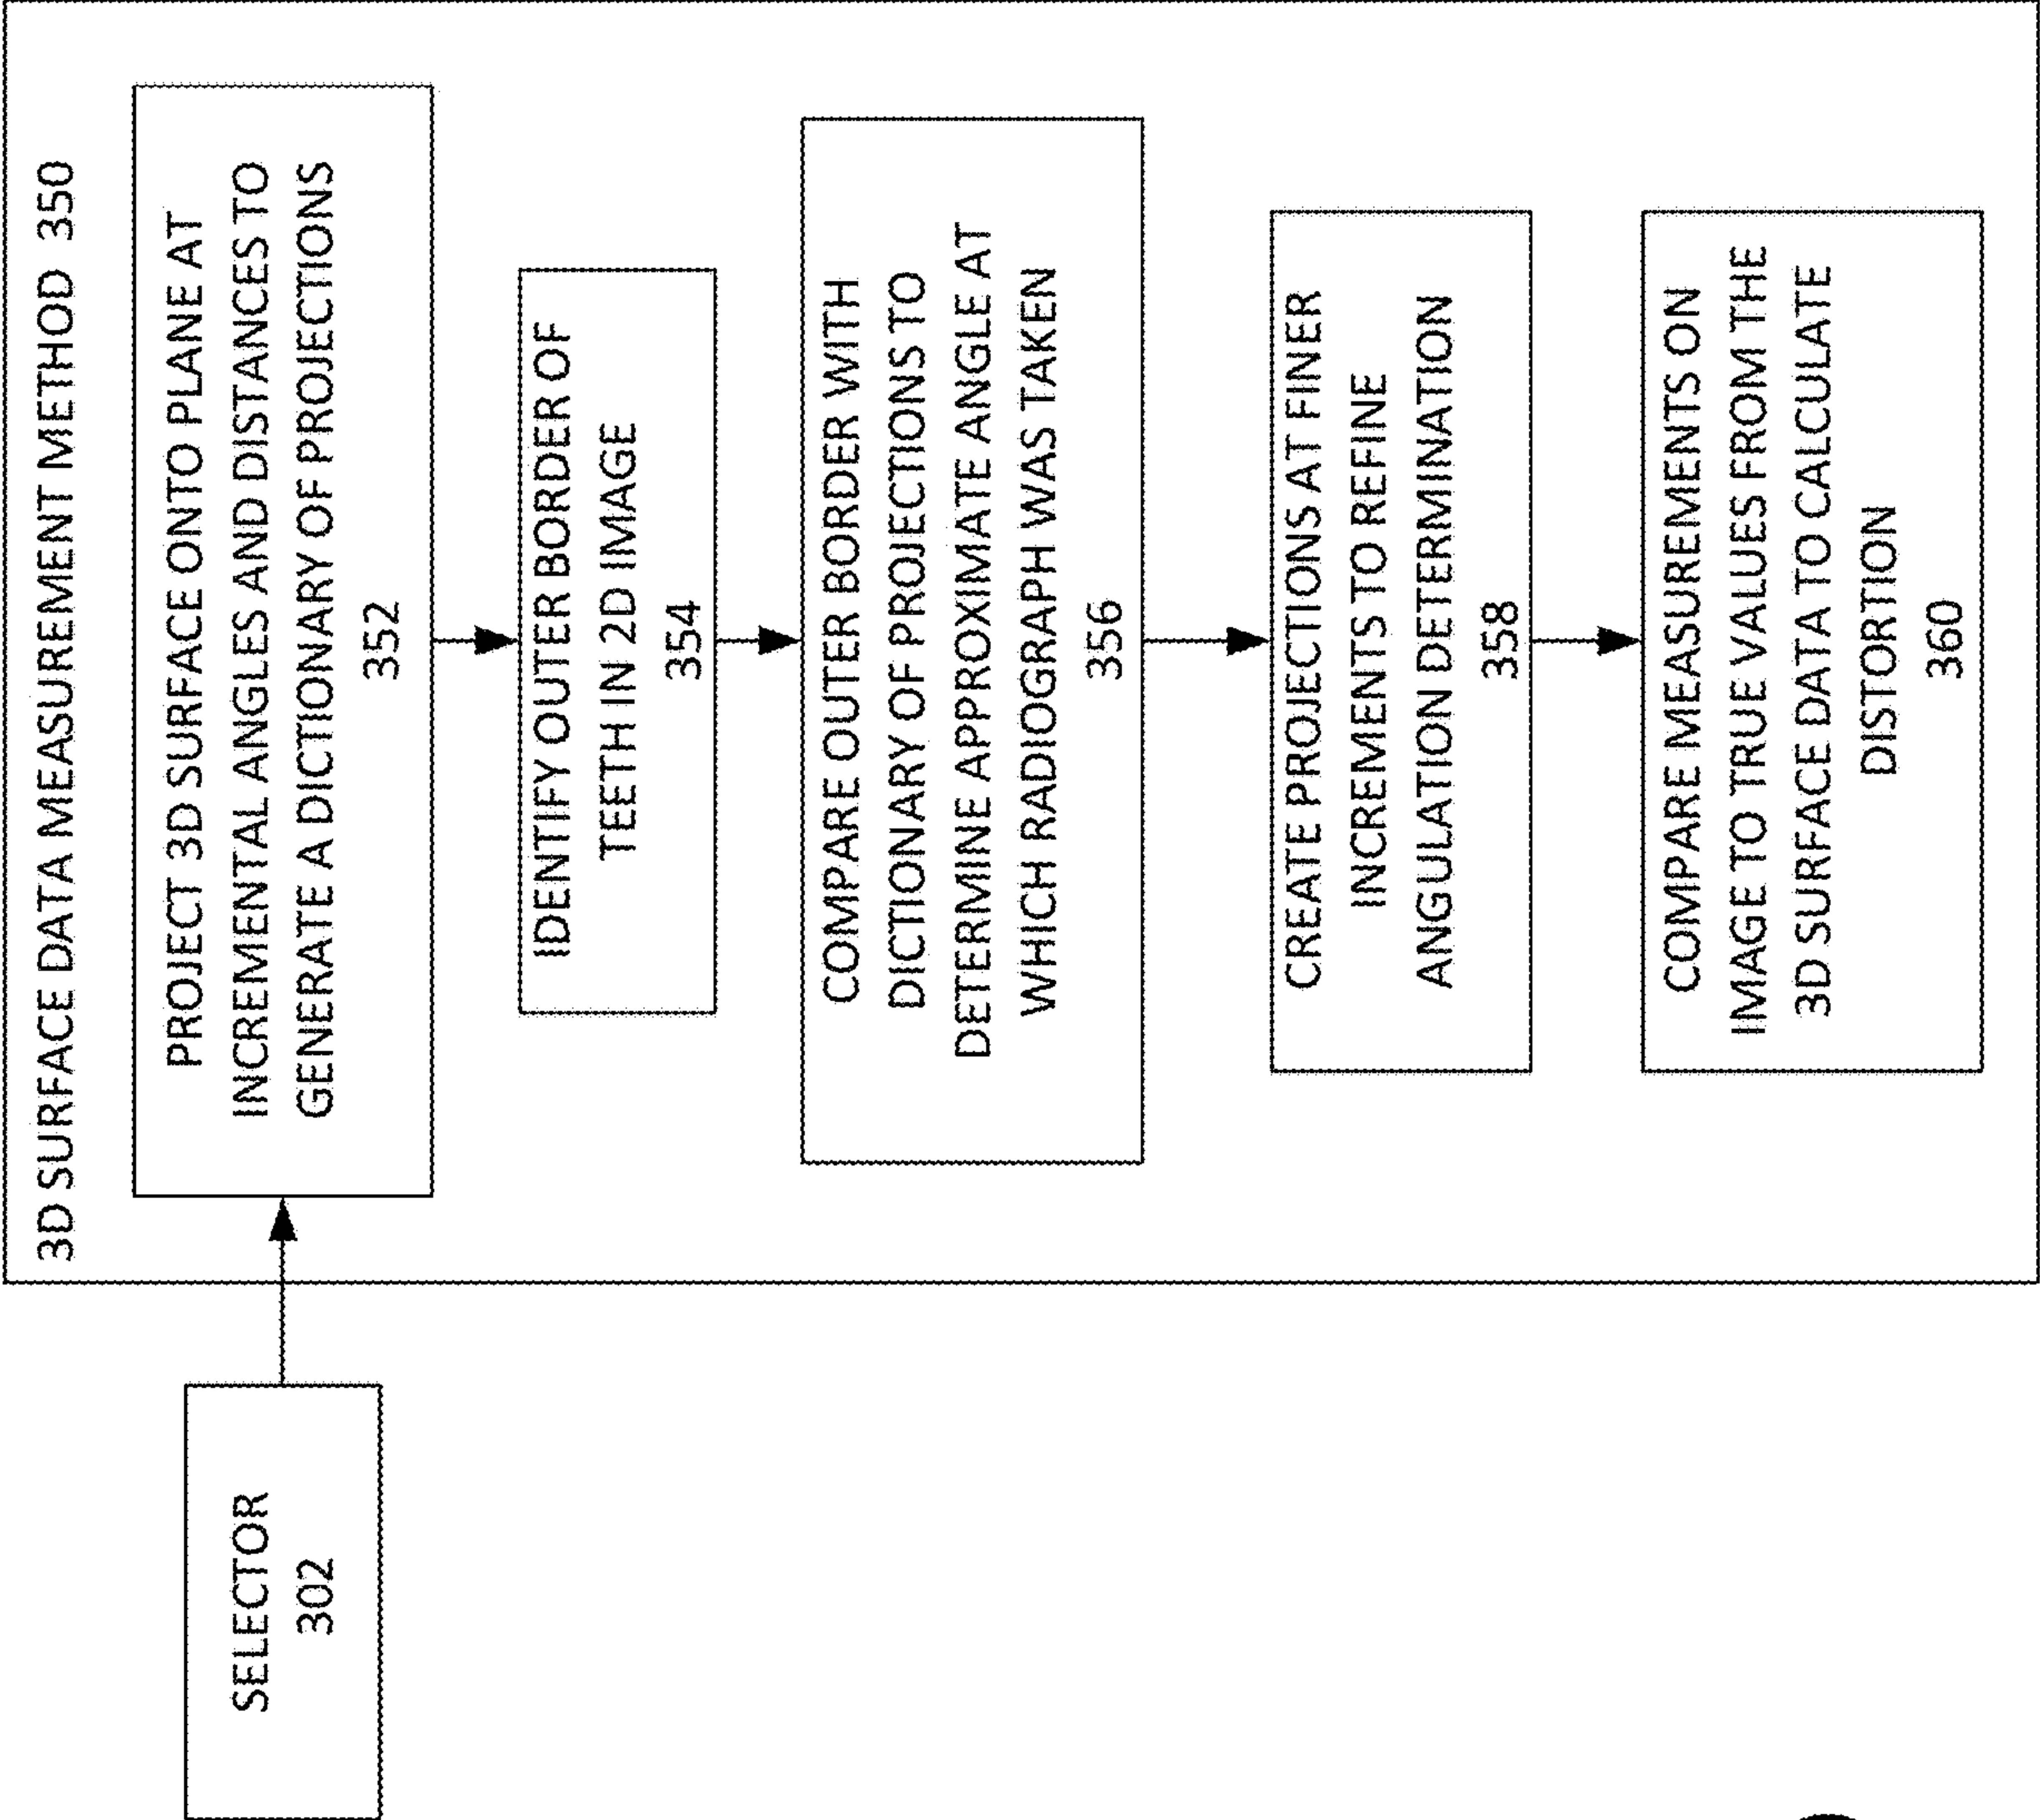 3D SURFACE DATA MEASUREMENT METHOD 350
SELECTOR
302
PROJECT 3D SURFACE ONTO PLANE AT
INCREMENTAL ANGLES AND DISTANCES TO
GENERATE A DICTIONARY OF PROJECTIONS
352
IDENTIFY OUTER BORDER OF
TEETH IN 2D IMAGE
354
COMPARE OUTER BORDER WITH
DICTIONARY OF PROJECTIONS TO
DETERMINE APPROXIMATE ANGLE AT
WHICH RADIOGRAPH WAS TAKEN
356
CREATE PROJECTIONS AT FINER
INCREMENTS TO REFINE
ANGULATION DETERMINATION
358
COMPARE MEASUREMENTS ON
IMAGE TO TRUE VALUES FROM THE
3D SURFACE DATA TO CALCULATE
DISTORTION
360